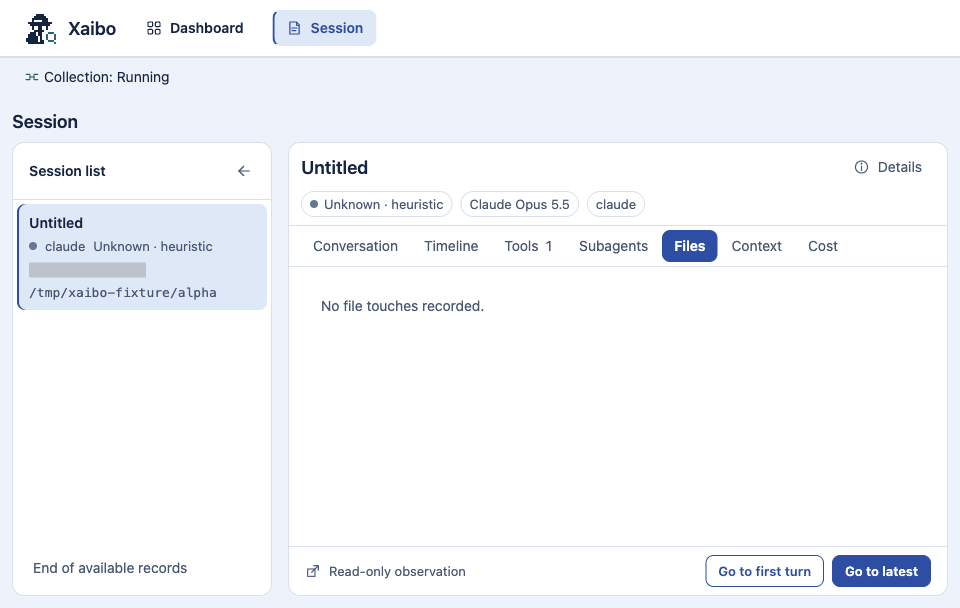 Xaibo
Dashboard
Session
Collection: Running
Session
Session list
Untitled
claude Unknown · heuristic
/tmp/xaibo-fixture/alpha
End of available records
Untitled
Details
Unknown · heuristic
Claude Opus 5.5
claude
Conversation
Timeline
Tools 1
Subagents
Files
Context
Cost
No file touches recorded.
Read-only observation
Go to first turn
Go to latest